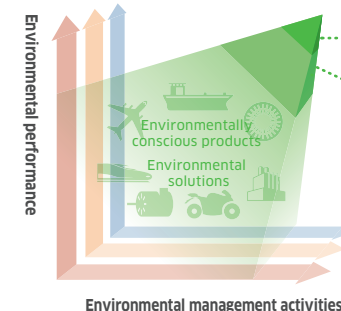 Environmental performance
Environmentally
conscious products
Environmental
solutions
Environmental management activities